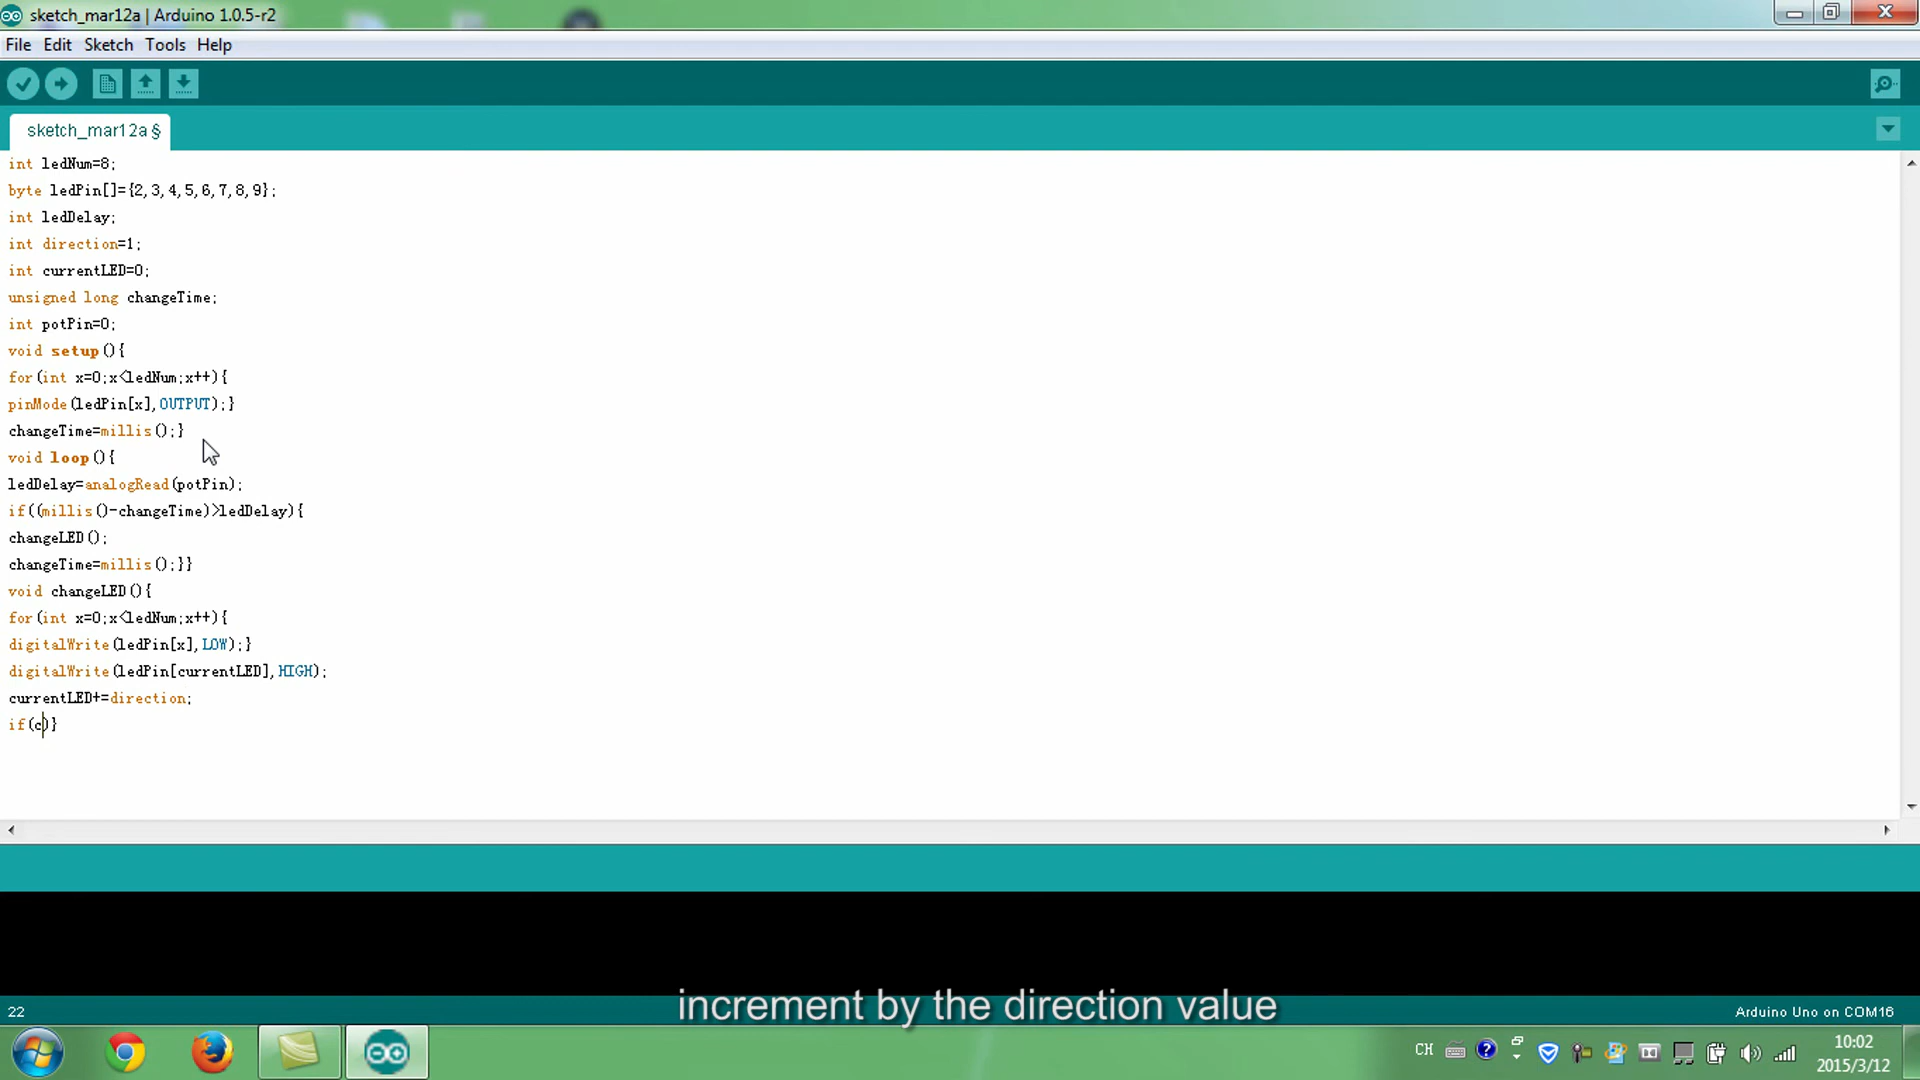 sketch_mar12a | Arduino 1.0.5-r2
File Edit Sketch Tools Help
sketch_mar12a §
int ledNum=8;
byte ledPin[]={2,3,4,5,6,7,8,9};
int ledDelay;
int direction=1;
int currentLED=0;
unsigned long changeTime;
int potPin=0;
void setup(){
for(int x=0;x<ledNum;x++){
pinMode(ledPin[x],OUTPUT);}
changeTime=millis();}
void loop(){
ledDelay=analogRead(potPin);
if((millis()-changeTime)>ledDelay){
changeLED();
changeTime=millis();}}
void changeLED(){
for(int x=0;x<ledNum;x++){
digitalWrite(ledPin[x],LOW);}
digitalWrite(ledPin[currentLED],HIGH);
currentLED+=direction;
if(c)}
increment by the direction value
22
Arduino Uno on COM16
CH
10:02
2015/3/12